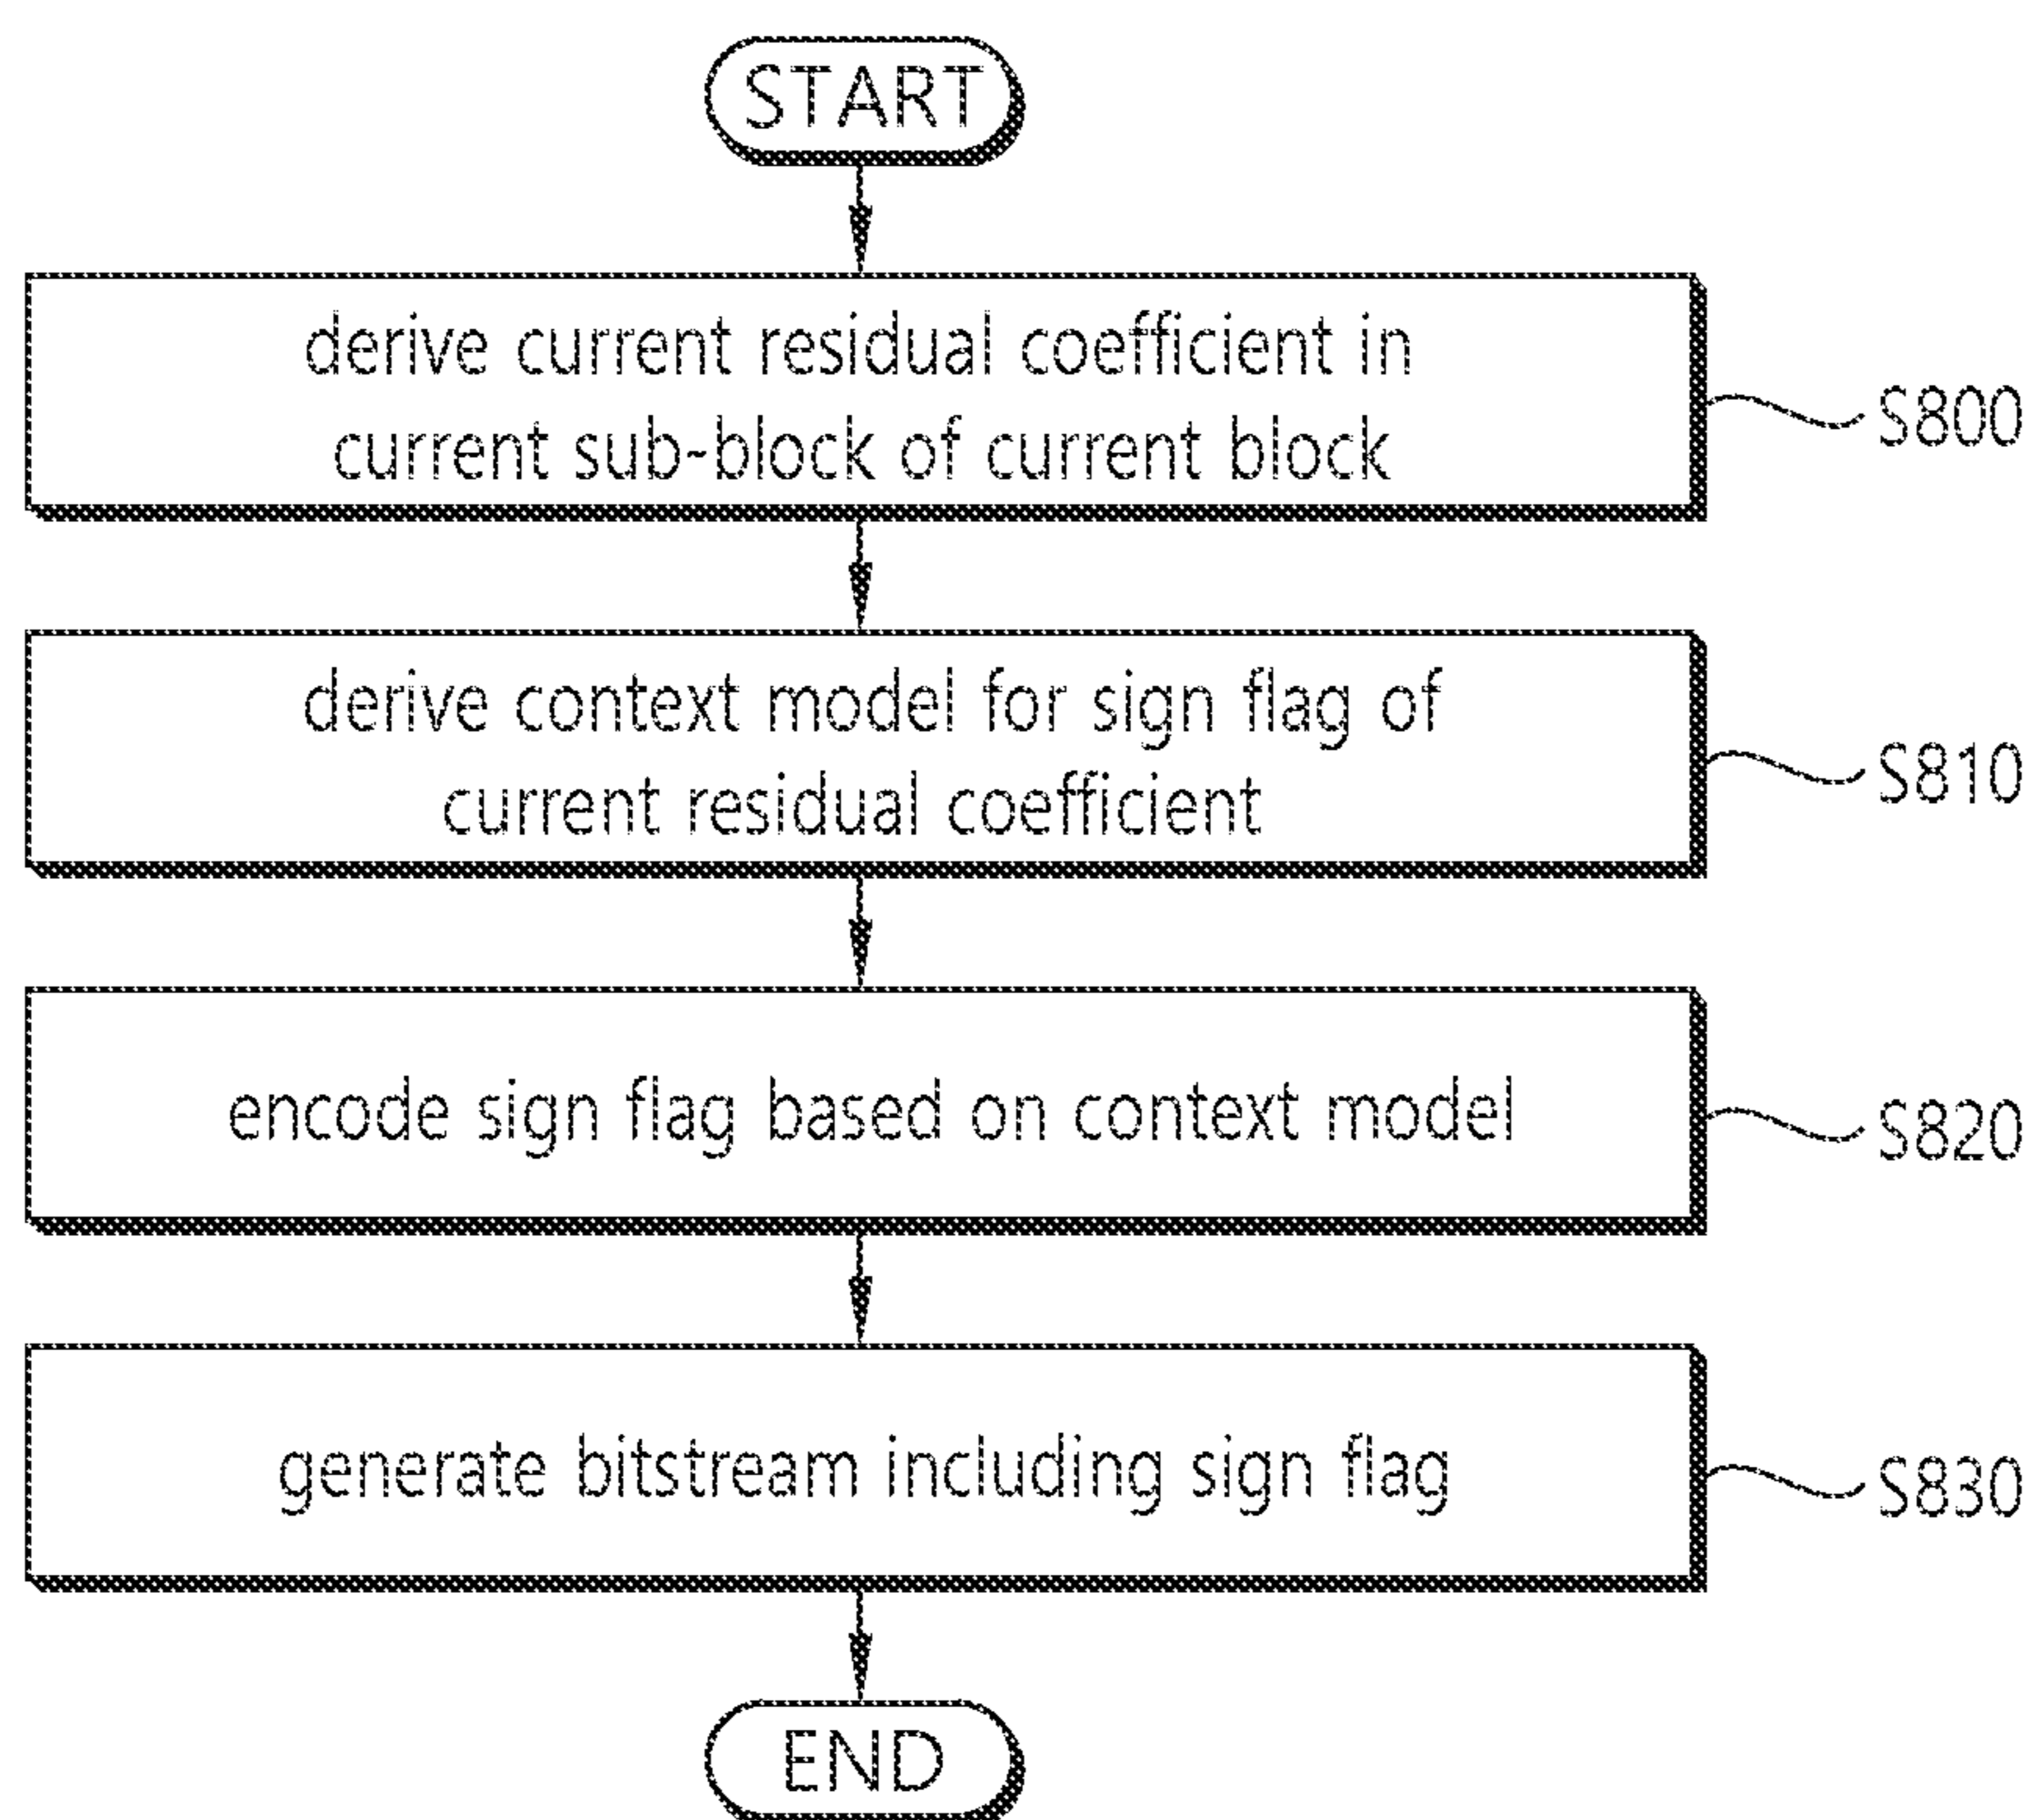 START
derive current residual coefficient in
current sub-block of current block
S800
derive context model for sign flag of
current residual coefficient
S810
encode sign flag based on context model
S820
generate bitstream including sign flag
S830
END